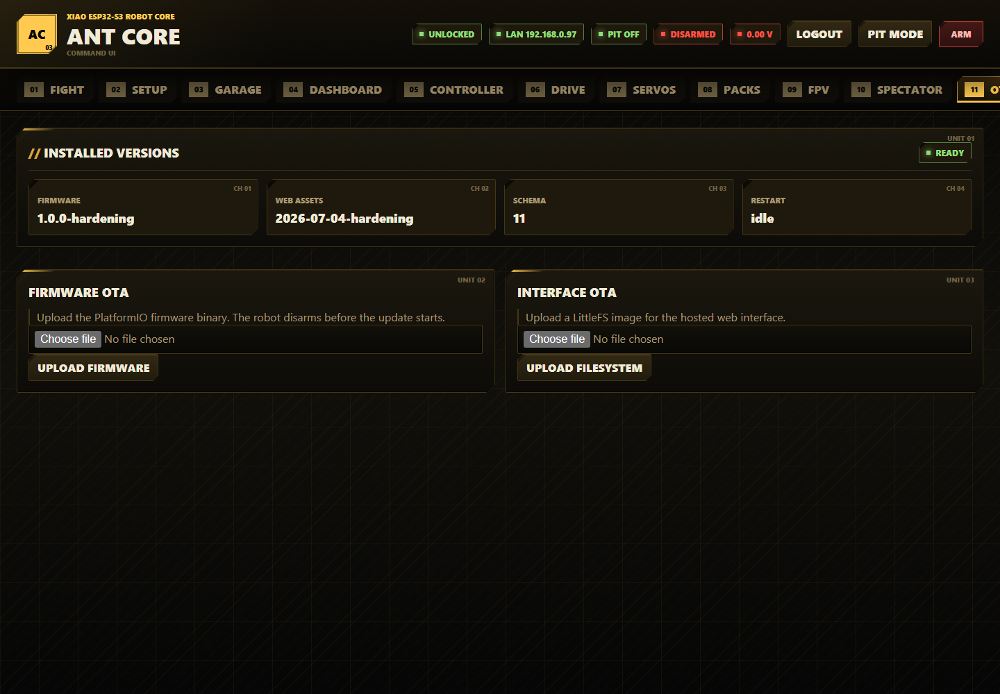 XIAO ESP32-S3 ROBOT CORE
AC
03
ANT CORE
COMMAND UI
UNLOCKED
LAN 192.168.0.97
PIT OFF
DISARMED
0.00 V
LOGOUT
PIT MODE
ARM
01 FIGHT
02 SETUP
03 GARAGE
04 DASHBOARD
05 CONTROLLER
06 DRIVE
07 SERVOS
08 PACKS
09 FPV
10 SPECTATOR
11
UNIT 01
// INSTALLED VERSIONS
READY
CH 01
FIRMWARE
1.0.0-hardening
CH 02
WEB ASSETS
2026-07-04-hardening
CH 03
SCHEMA
11
CH 04
RESTART
idle
UNIT 02
FIRMWARE OTA
Upload the PlatformIO firmware binary. The robot disarms before the update starts.
Choose file No file chosen
UPLOAD FIRMWARE
UNIT 03
INTERFACE OTA
Upload a LittleFS image for the hosted web interface.
Choose file No file chosen
UPLOAD FILESYSTEM